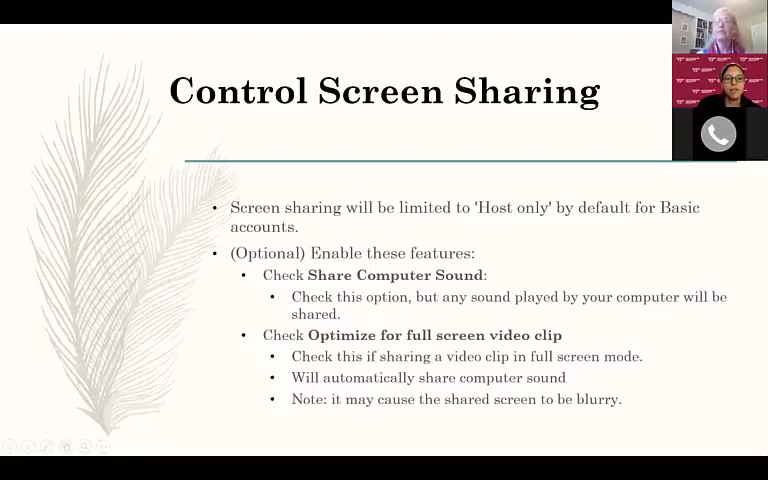 Control Screen Sharing
• Screen sharing will be limited to 'Host only' by default for Basic
accounts.
• (Optional) Enable these features:
• Check Share Computer Sound:
• Check this option, but any sound played by your computer will be
shared.
• Check Optimize for full screen video clip
• Check this if sharing a video clip in full screen mode.
• Will automatically share computer sound
• Note: it may cause the shared screen to be blurry.